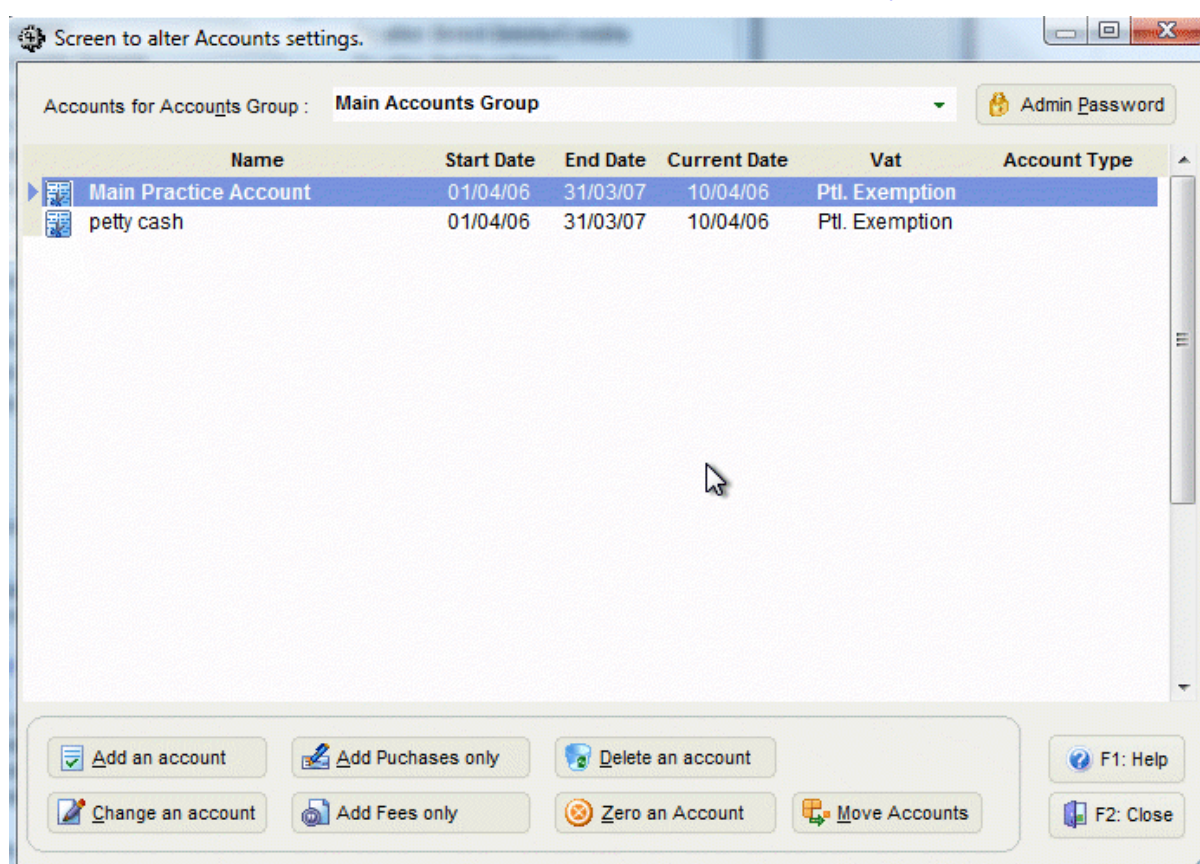 Screen to alter Accounts settings.
Accounts for Accounts Group : Main Accounts Group Admin Password
Name Start Date End Date Current Date Vat Account Type
Main Practice Account 01/04/06 31/03/07 10/04/06 Ptl. Exemption
petty cash 01/04/06 31/03/07 10/04/06 Ptl. Exemption
Add an account Add Puchases only Delete an account F1: Help
Change an account Add Fees only Zero an Account Move Accounts F2: Close